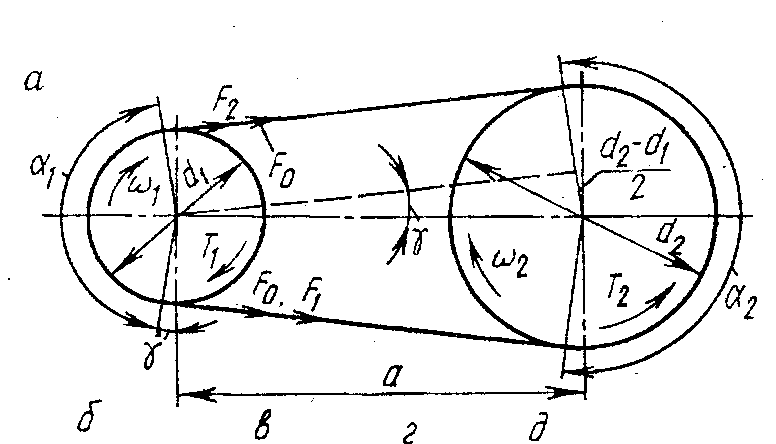 а
F₂
F₀
α₁
ω₁
d₁
d₂-d₁
2
γ
T₁
ω₂
d₂
T₂
F₀, F₁
α₂
γ
a
б в г д